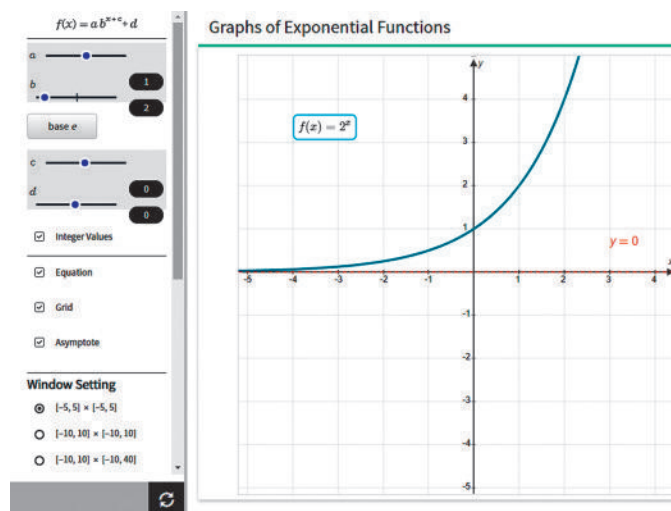 f(x) = a b^{x+c} + d
a
1
b
2
base e
c
0
d
0
Integer Values
Equation
Grid
Asymptote
Window Setting
[-5, 5] × [-5, 5]
[-10, 10] × [-10, 10]
[-10, 10] × [-10, 40]
Graphs of Exponential Functions
y
4
f(x) = 2^x
3
2
1
y = 0
x
-5 -4 -3 -2 -1 1 2 3 4
-1
-2
-3
-4
-5